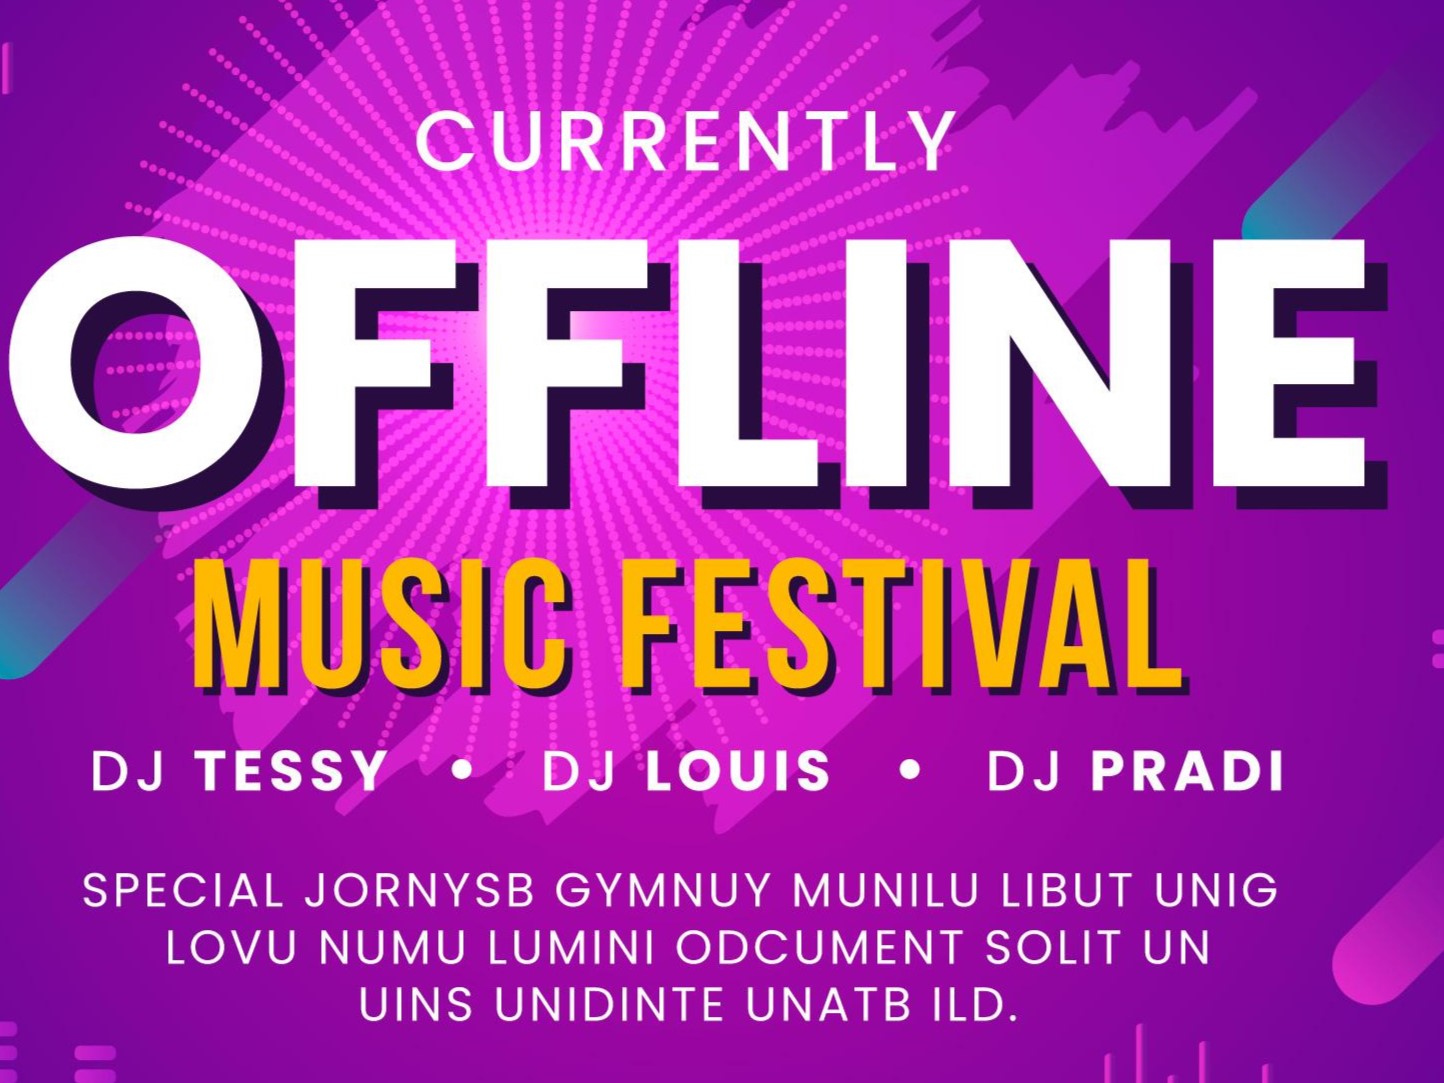 CURRENTLY
OFFLINE
MUSIC FESTIVAL
DJ TESSY • DJ LOUIS • DJ PRADI
SPECIAL JORNYSB GYMNUY MUNILU LIBUT UNIG
LOVU NUMU LUMINI ODCUMENT SOLIT UN
UINS UNIDINTE UNATB ILD.